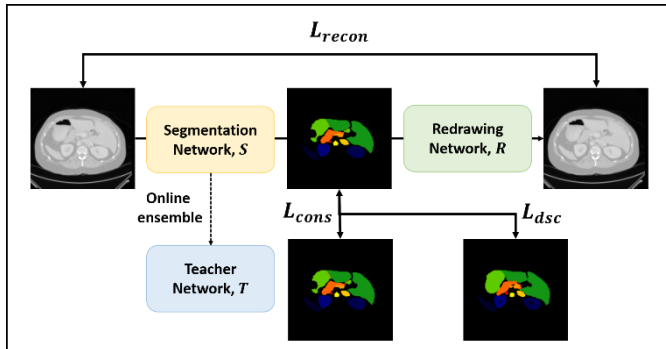 L_recon
Segmentation
Network, S
Redrawing
Network, R
Online
ensemble
L_cons
L_dsc
Teacher
Network, T